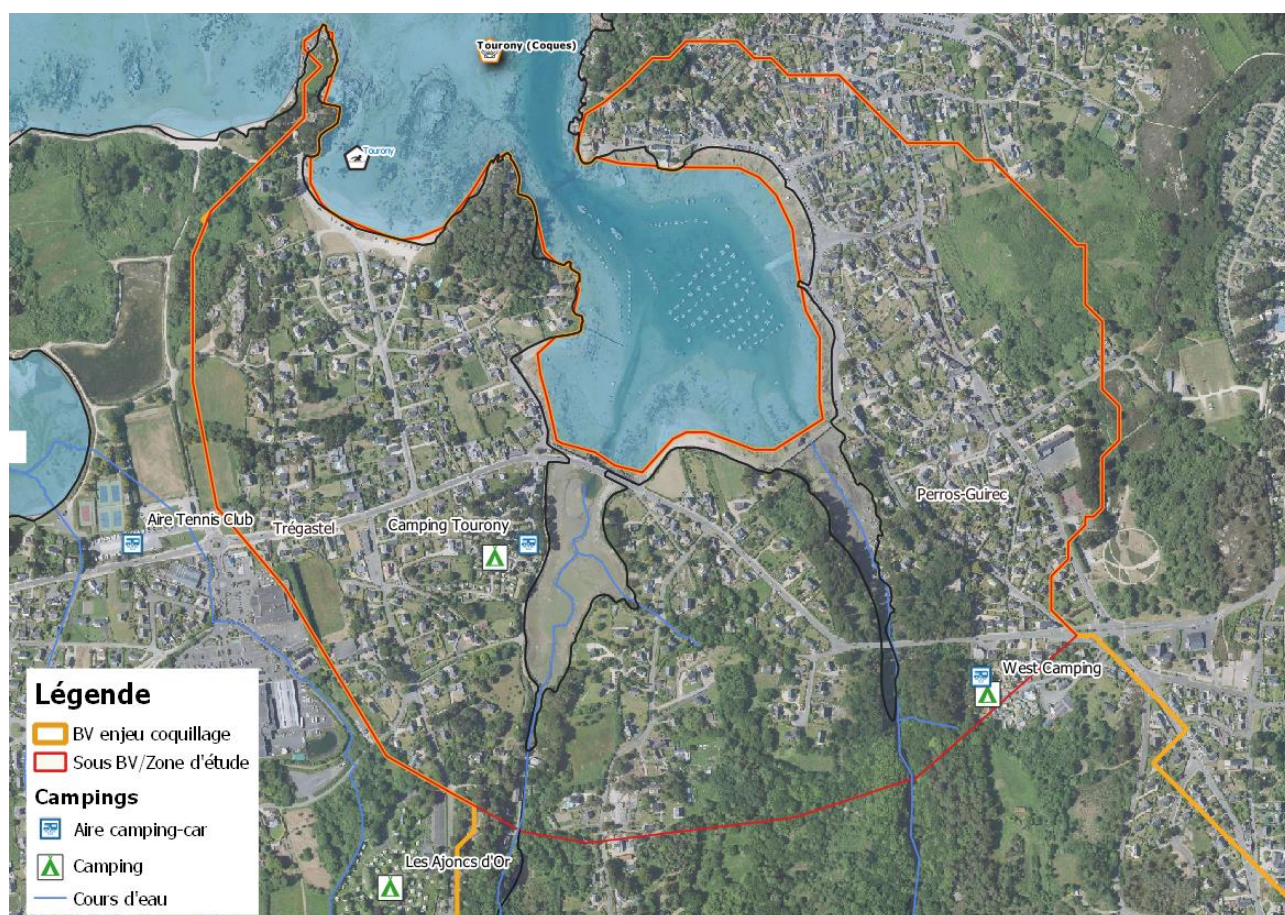 Tourony (Coques)
Tourony
Perros-Guirec
Aire Tennis Club
Trégastel
Camping Tourony
West Camping
Les Ajoncs d'Or
Légende
BV enjeu coquillage
Sous BV/Zone d'étude
Campings
Aire camping-car
Camping
Cours d'eau